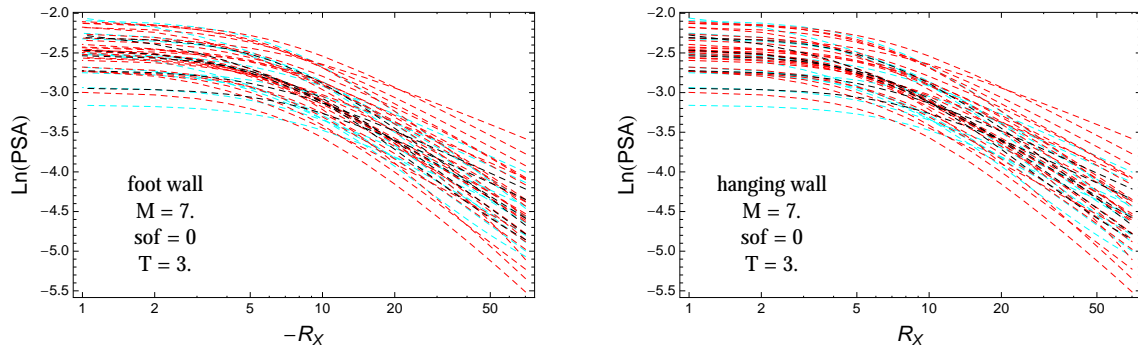 −2.0
−2.5
−3.0
−3.5
−4.0
−4.5
−5.0
−5.5
Ln(PSA)
foot wall
M = 7.
sof = 0
T = 3.
1 2 5 10 20 50
−R_X
−2.0
−2.5
−3.0
−3.5
−4.0
−4.5
−5.0
−5.5
Ln(PSA)
hanging wall
M = 7.
sof = 0
T = 3.
1 2 5 10 20 50
R_X